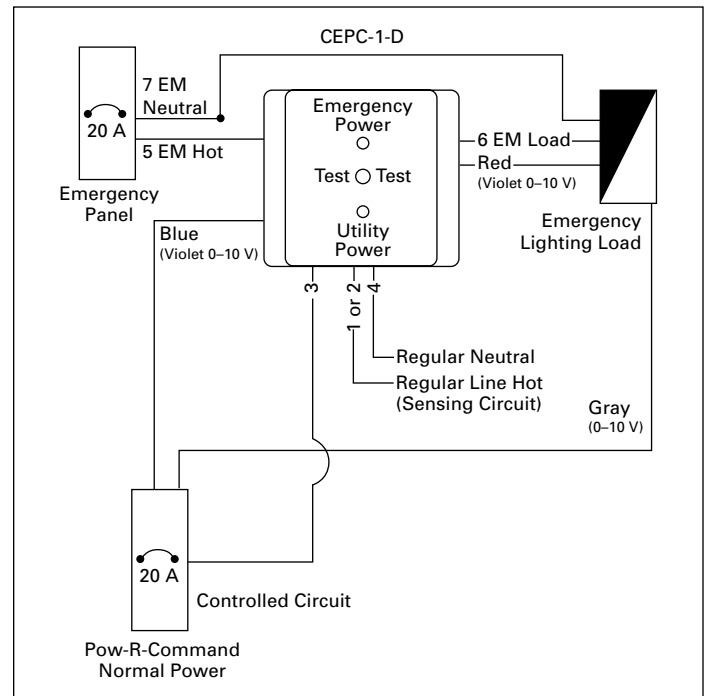 CEPC-1-D
7 EM
Neutral
20 A
5 EM Hot
Emergency
Panel
Emergency
Power
Test Test
Utility
Power
6 EM Load
Red
(Violet 0–10 V)
Emergency
Lighting Load
Blue
(Violet 0–10 V)
3
1 or 2
4
Regular Neutral
Regular Line Hot
(Sensing Circuit)
Gray
(0–10 V)
20 A
Controlled Circuit
Pow-R-Command
Normal Power